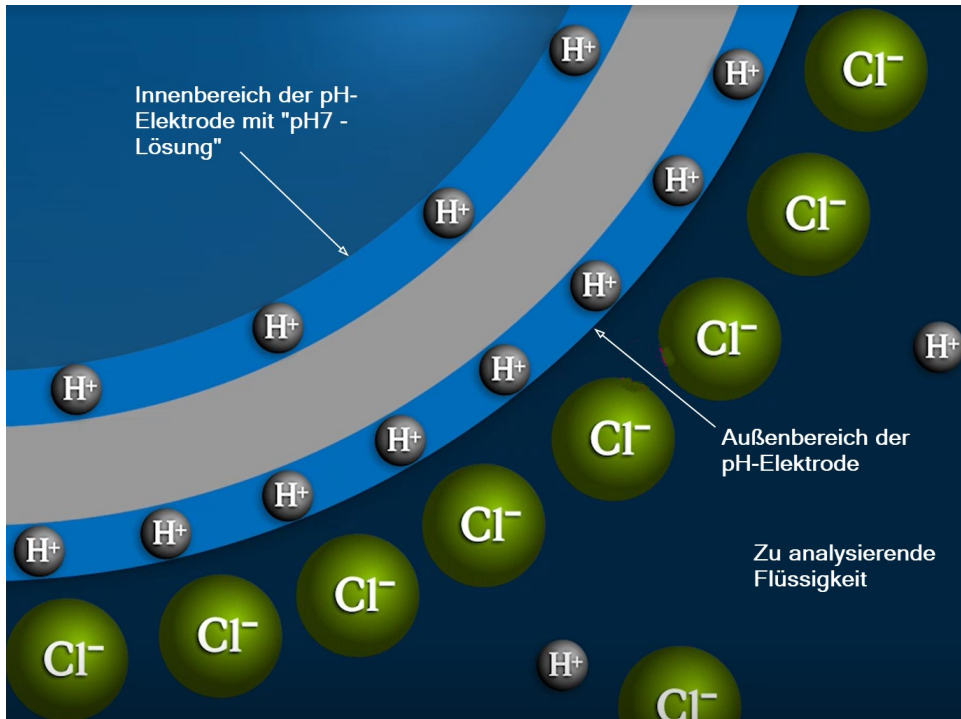 H+
H+
Cl−
Innenbereich der pH-
Elektrode mit "pH7 -
Lösung"
H+
H+
Cl−
H+
H+
Cl−
H+
H+
H+
Cl−
H+
Außenbereich der
pH-Elektrode
H+
Cl−
H+
H+
Zu analysierende
Flüssigkeit
Cl−
Cl−
Cl−
H+
Cl−
Cl−